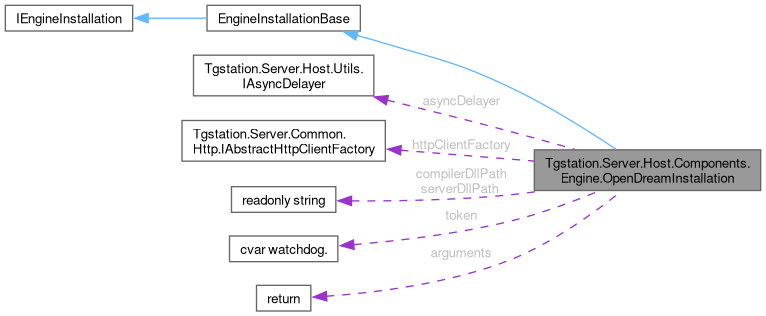 IEngineInstallation
EngineInstallationBase
Tgstation.Server.Host.Utils.
IAsyncDelayer
asyncDelayer
Tgstation.Server.Common.
Http.IAbstractHttpClientFactory
httpClientFactory
Tgstation.Server.Host.Components.
Engine.OpenDreamInstallation
compilerDllPath
serverDllPath
readonly string
token
cvar watchdog.
arguments
return